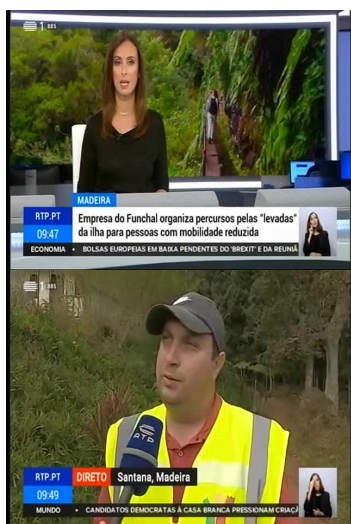 1 885
MADEIRA
RTP.PT
Empresa do Funchal organiza percursos pelas "levadas"
09:47
da ilha para pessoas com mobilidade reduzida
ECONOMIA • BOLSAS EUROPEIAS EM BAIXA PENDENTES DO 'BREXIT' E DA REUNIÃ
1
RTP
RTP.PT
DIRETO
Santana, Madeira
09:49
MUNDO • CANDIDATOS DEMOCRATAS À CASA BRANCA PRESSIONAM CRIAÇÃ